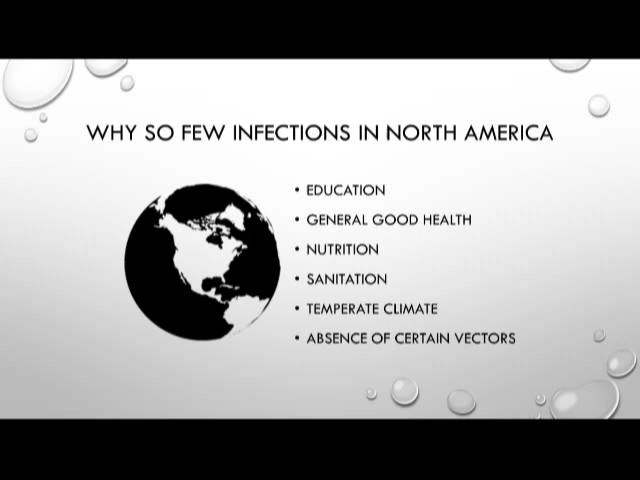 WHY SO FEW INFECTIONS IN NORTH AMERICA
• EDUCATION
• GENERAL GOOD HEALTH
• NUTRITION
• SANITATION
• TEMPERATE CLIMATE
• ABSENCE OF CERTAIN VECTORS